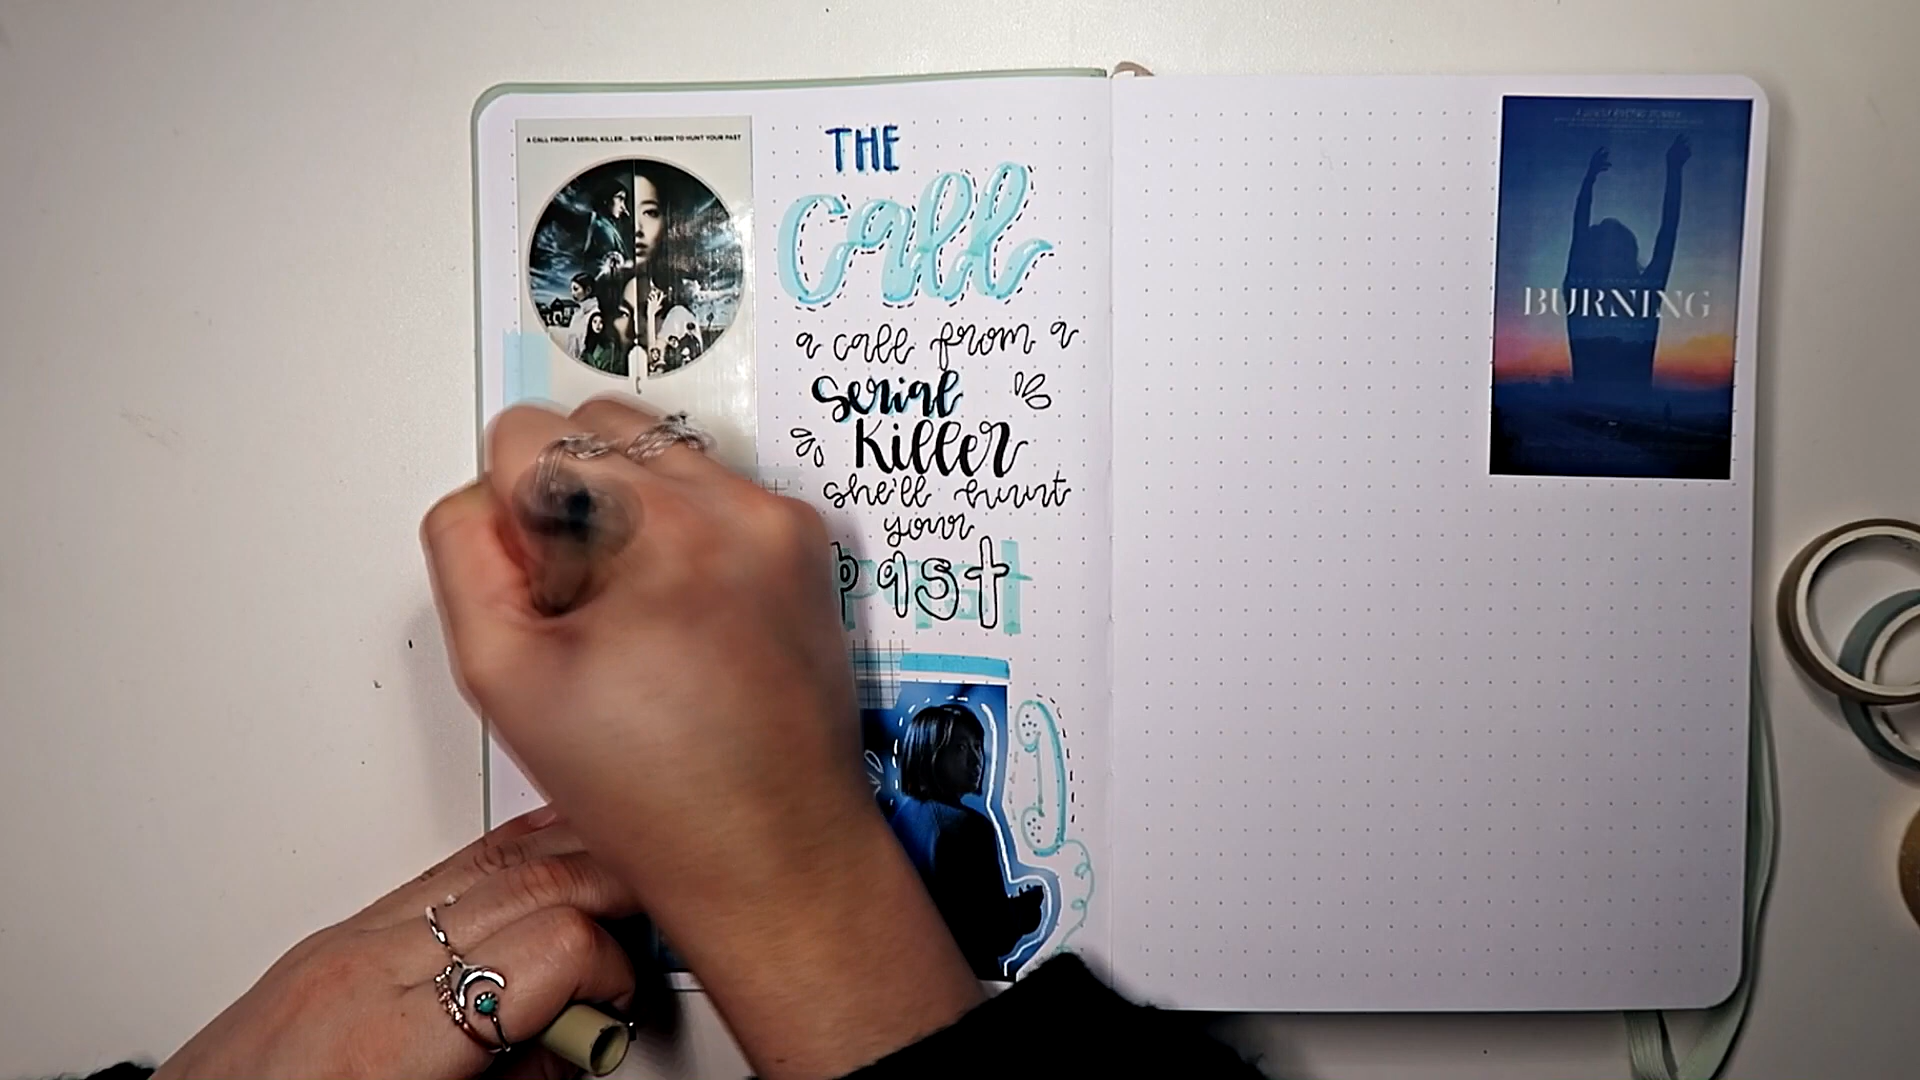 A CALL FROM A SERIAL KILLER... SHE'LL BEGIN TO HUNT YOUR PAST
THE
Call
a call from a
Serial
Killer
she'll hunt
your
past
BURNING